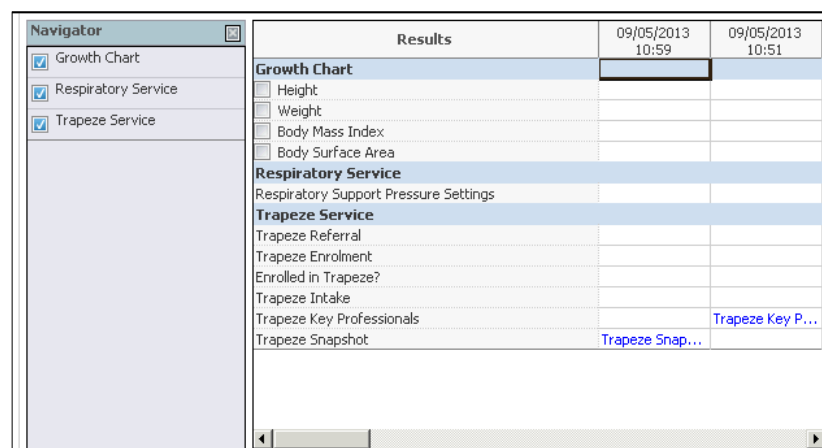 Navigator
Growth Chart
Respiratory Service
Trapeze Service
Results
09/05/2013
10:59
09/05/2013
10:51
Growth Chart
Height
Weight
Body Mass Index
Body Surface Area
Respiratory Service
Respiratory Support Pressure Settings
Trapeze Service
Trapeze Referral
Trapeze Enrolment
Enrolled in Trapeze?
Trapeze Intake
Trapeze Key Professionals Trapeze Key P...
Trapeze Snapshot Trapeze Snap...